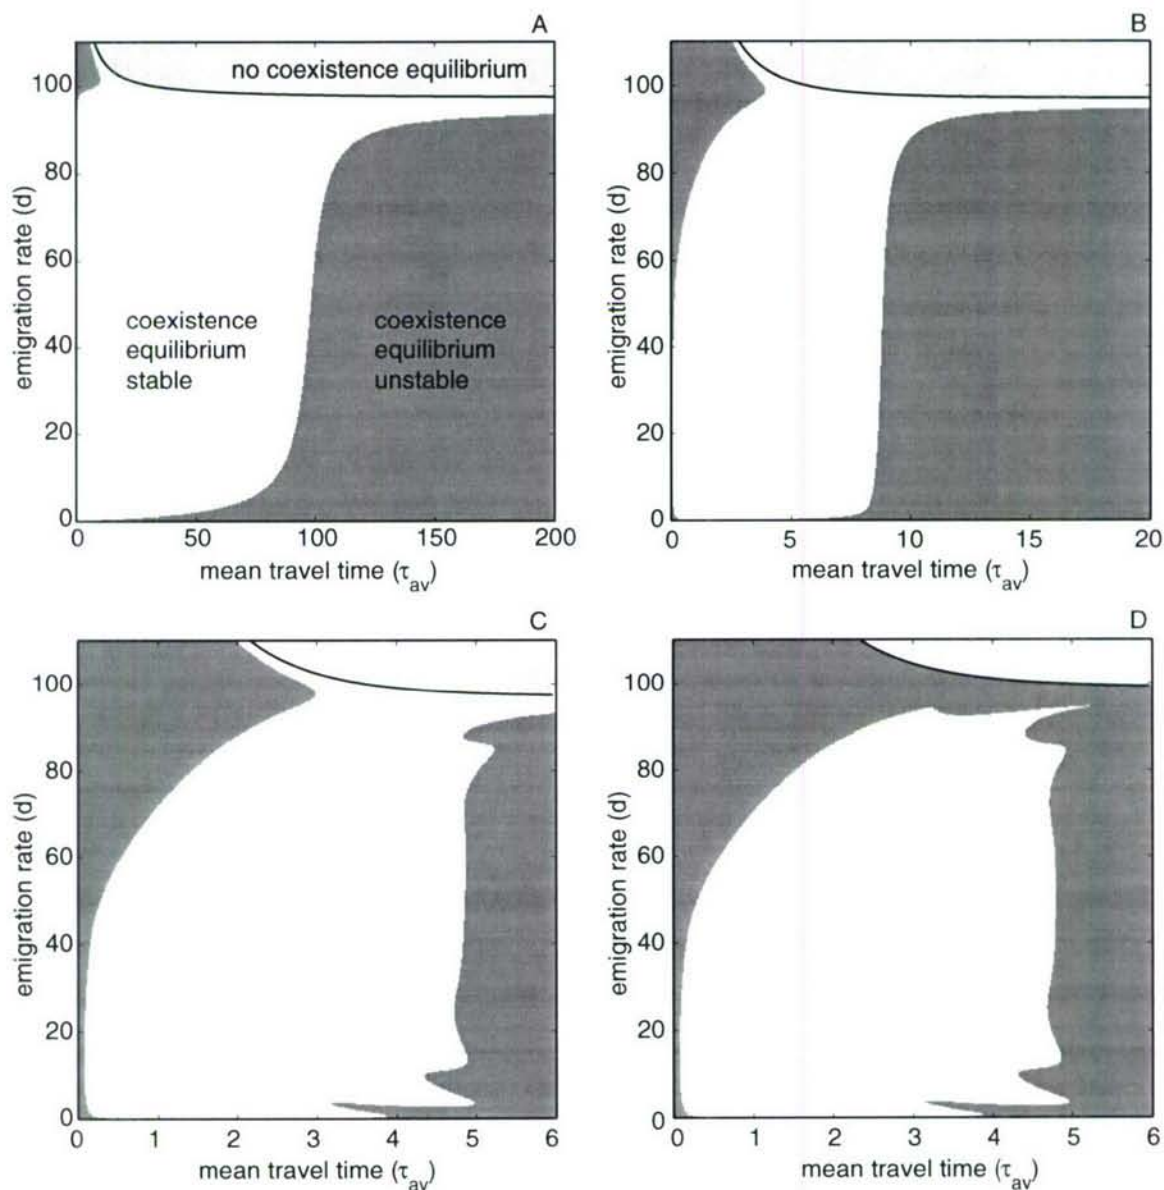 A
no coexistence equilibrium
100
80
60
40
20
0
emigration rate (d)
coexistence
equilibrium
stable
coexistence
equilibrium
unstable
0 50 100 150 200
mean travel time (τav)
B
100
80
60
40
20
0
emigration rate (d)
0 5 10 15 20
mean travel time (τav)
C
100
80
60
40
20
0
emigration rate (d)
0 1 2 3 4 5 6
mean travel time (τav)
D
100
80
60
40
20
0
emigration rate (d)
0 1 2 3 4 5 6
mean travel time (τav)